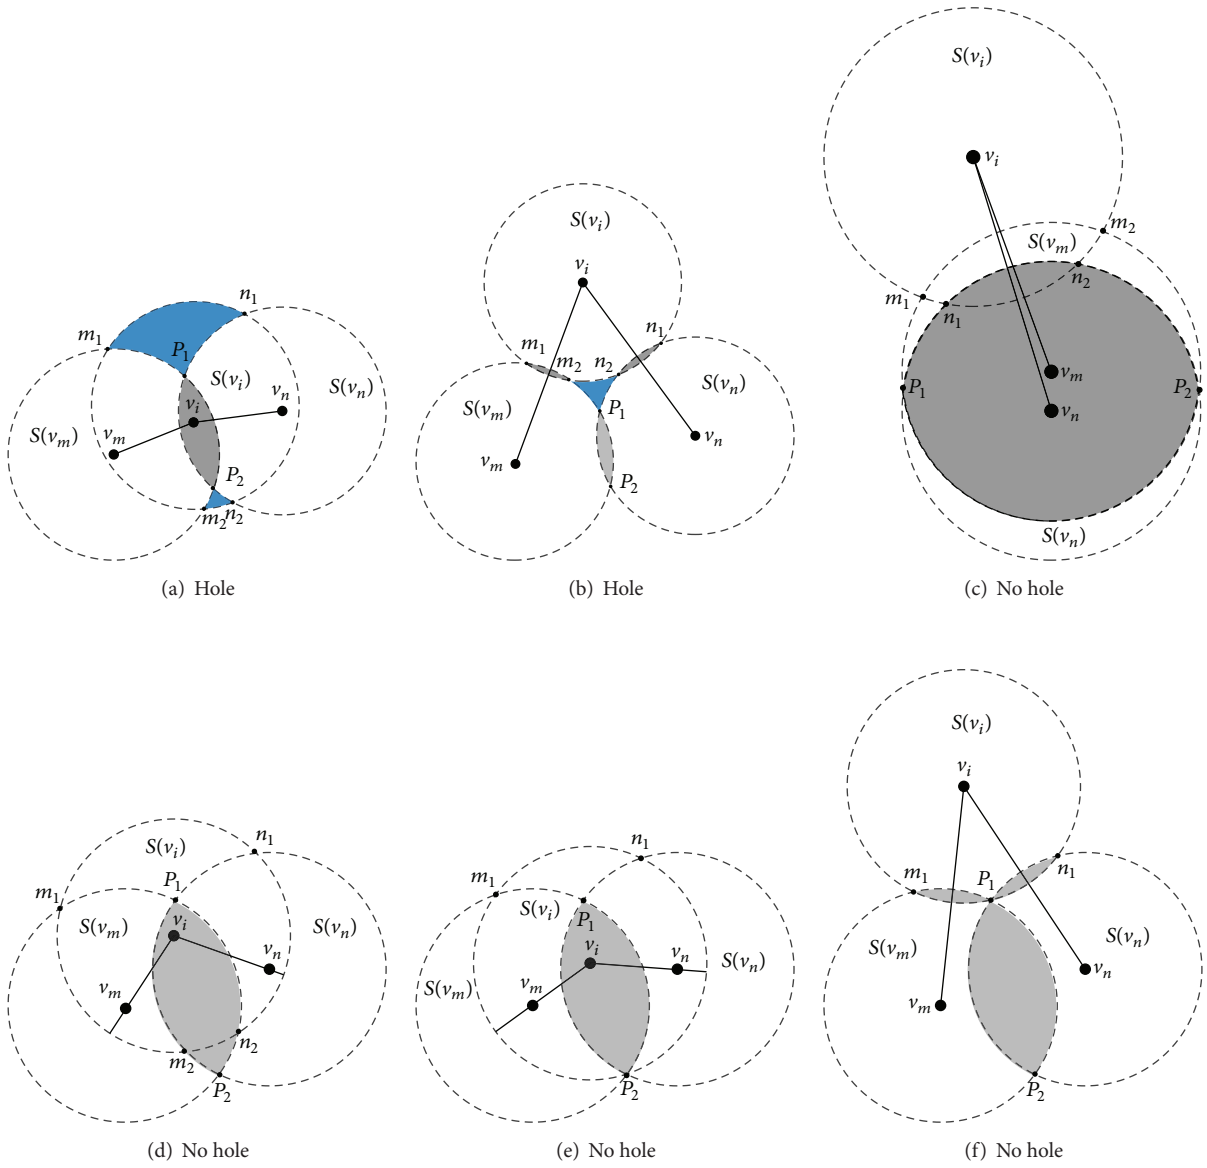 S(v_i)
v_i
m_2
S(v_m)
m_1
n_2
n_1
v_m
P_1
P_2
v_n
S(v_n)
(c) No hole
S(v_i)
v_i
n_1
m_1
m_2
n_2
S(v_n)
S(v_m)
P_1
v_n
v_m
P_2
(b) Hole
n_1
m_1
P_1
S(v_i)
v_n
S(v_n)
v_i
S(v_m)
v_m
P_2
m_2
n_2
(a) Hole
S(v_i)
n_1
P_1
m_1
S(v_m)
v_i
S(v_n)
v_n
v_m
n_2
m_2
P_2
(d) No hole
n_1
m_1
S(v_i)
P_1
v_i
v_n
S(v_n)
S(v_m)
v_m
P_2
(e) No hole
S(v_i)
v_i
m_1
P_1
n_1
S(v_m)
S(v_n)
v_n
v_m
P_2
(f) No hole